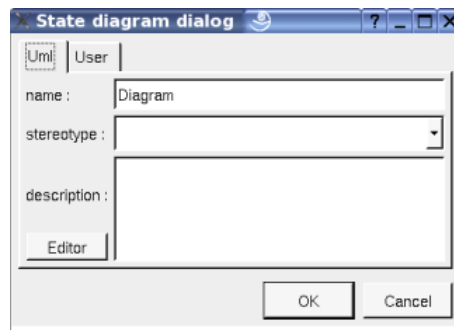 State diagram dialog ?
Uml User
name : Diagram
stereotype :
description :
Editor
OK Cancel